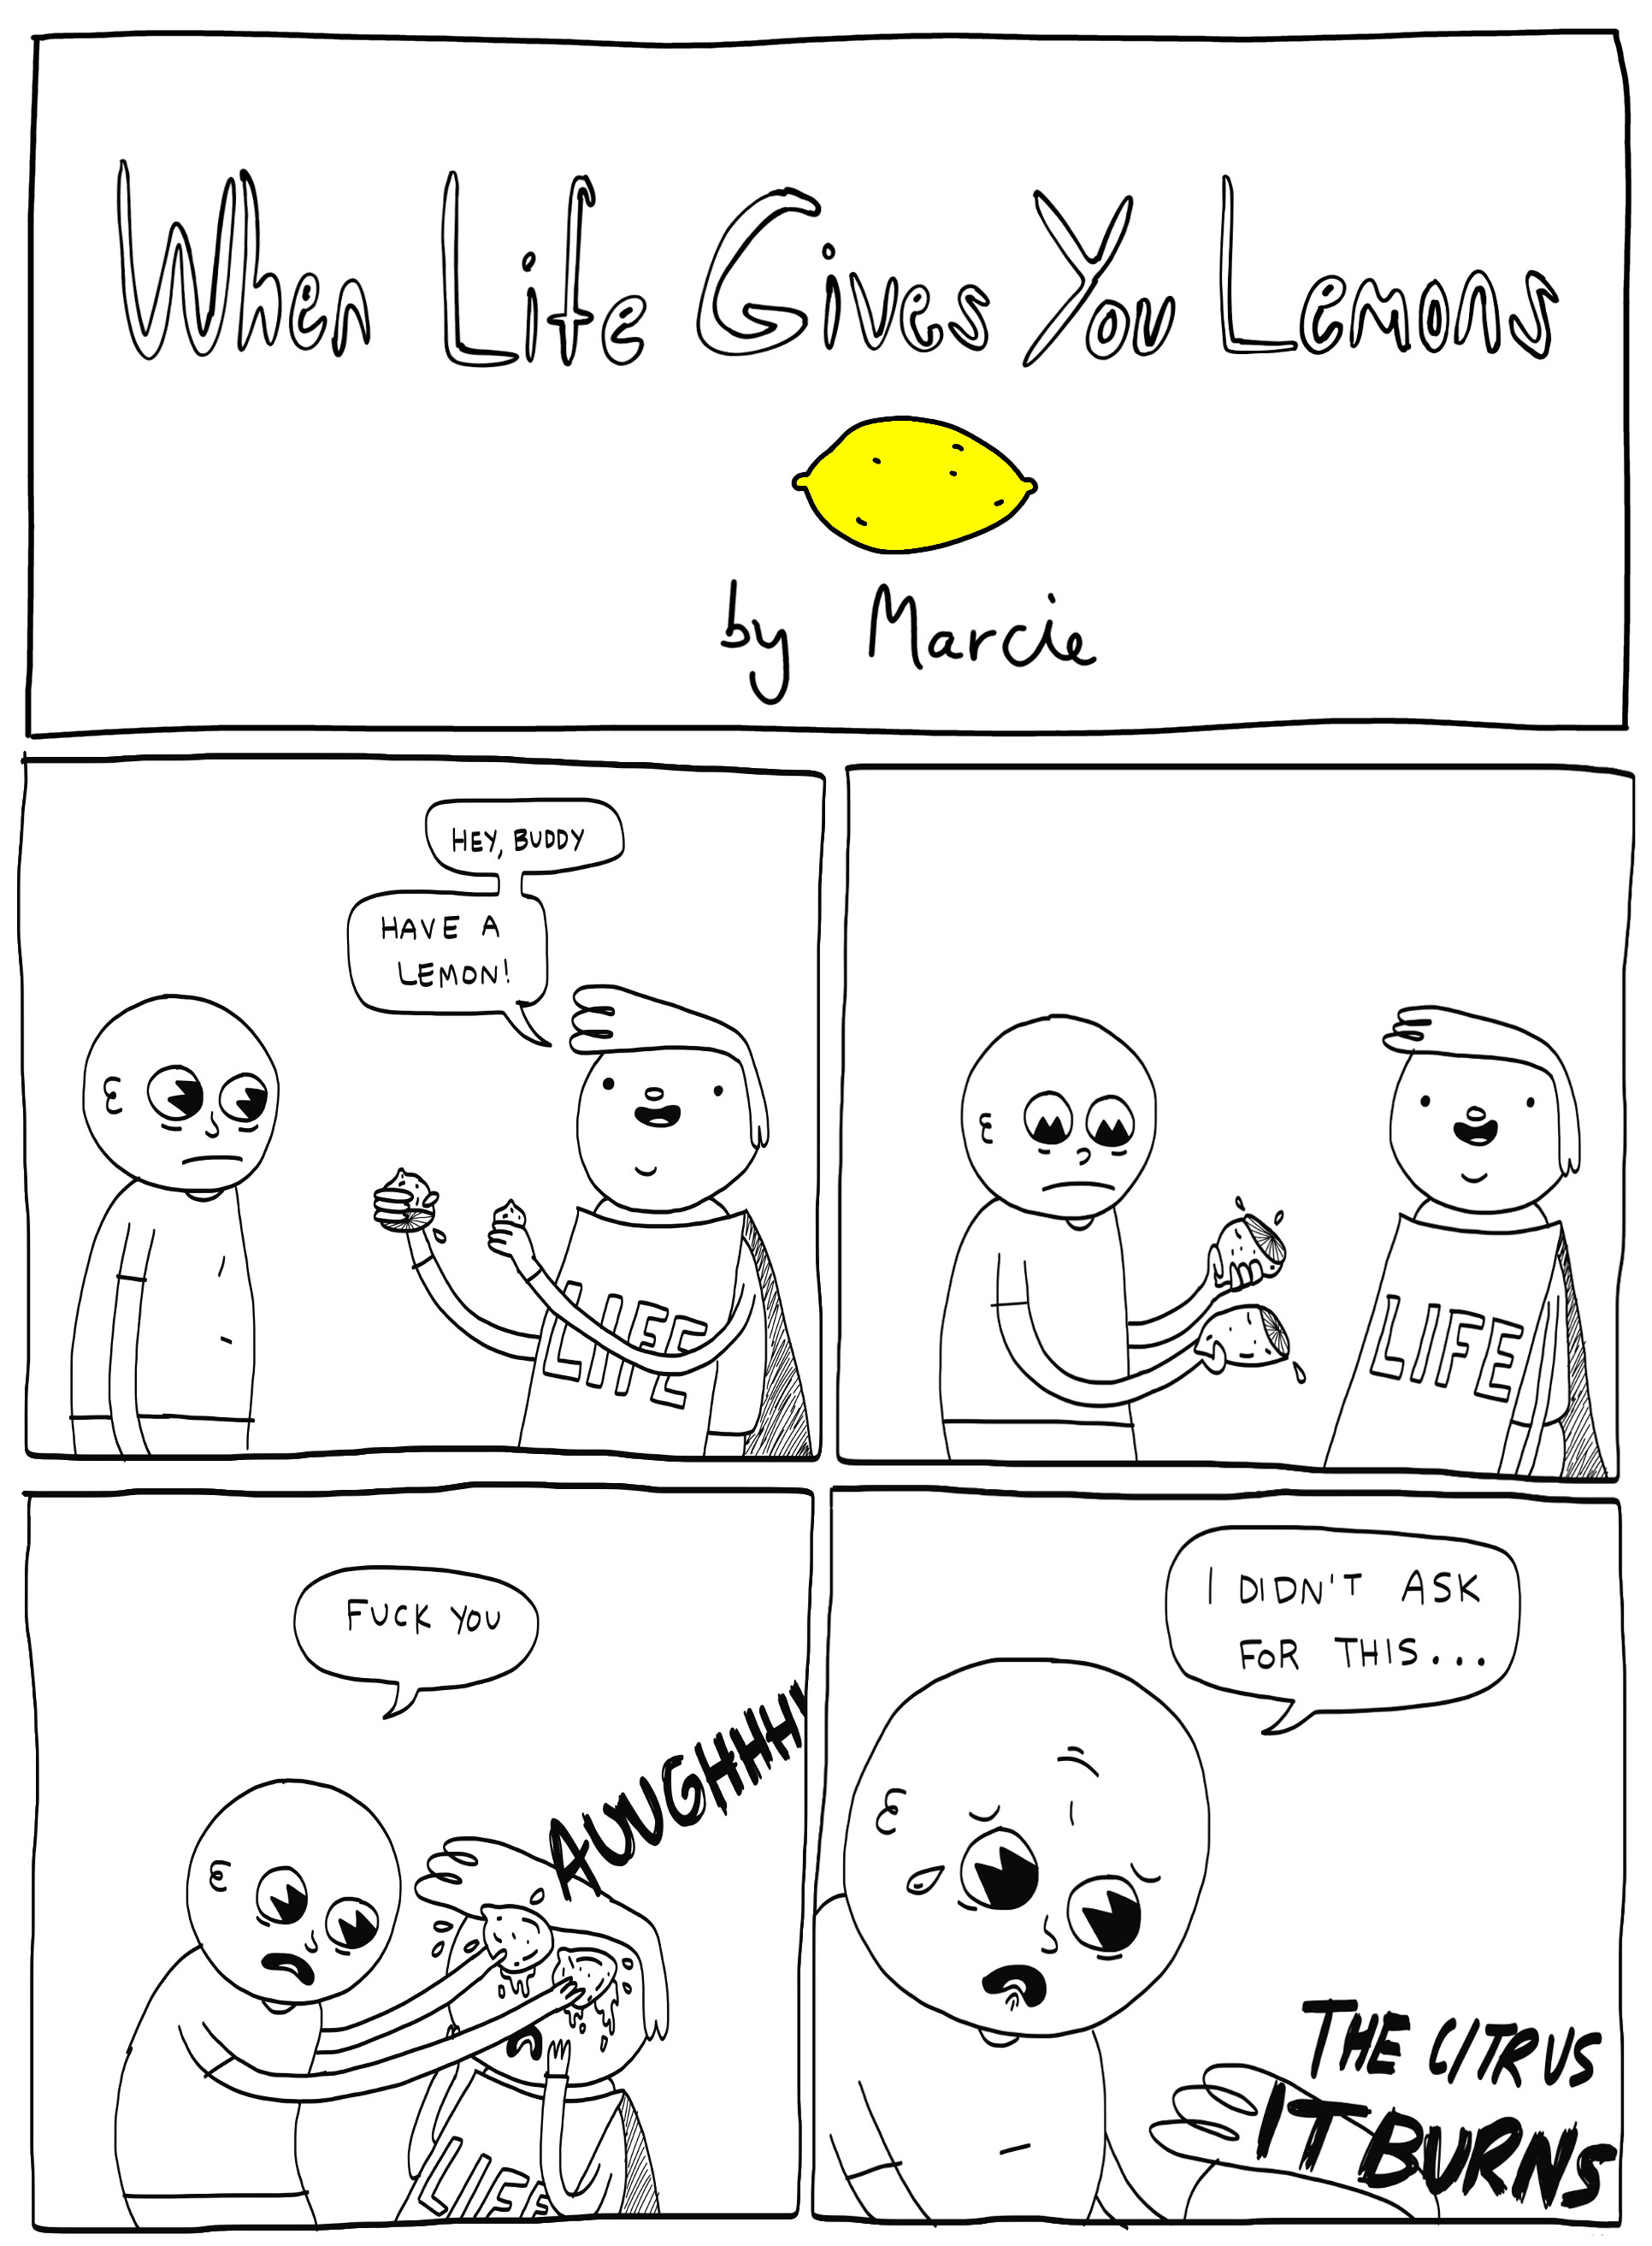 When Life Gives You Lemons
by Marcie
HEY, BUDDY
HAVE A
LEMON!
LIFE
LIFE
FUCK YOU
AUUGHHHH
LIFE
I DIDN'T ASK
FOR THIS...
THE CITRUS
IT BURNS